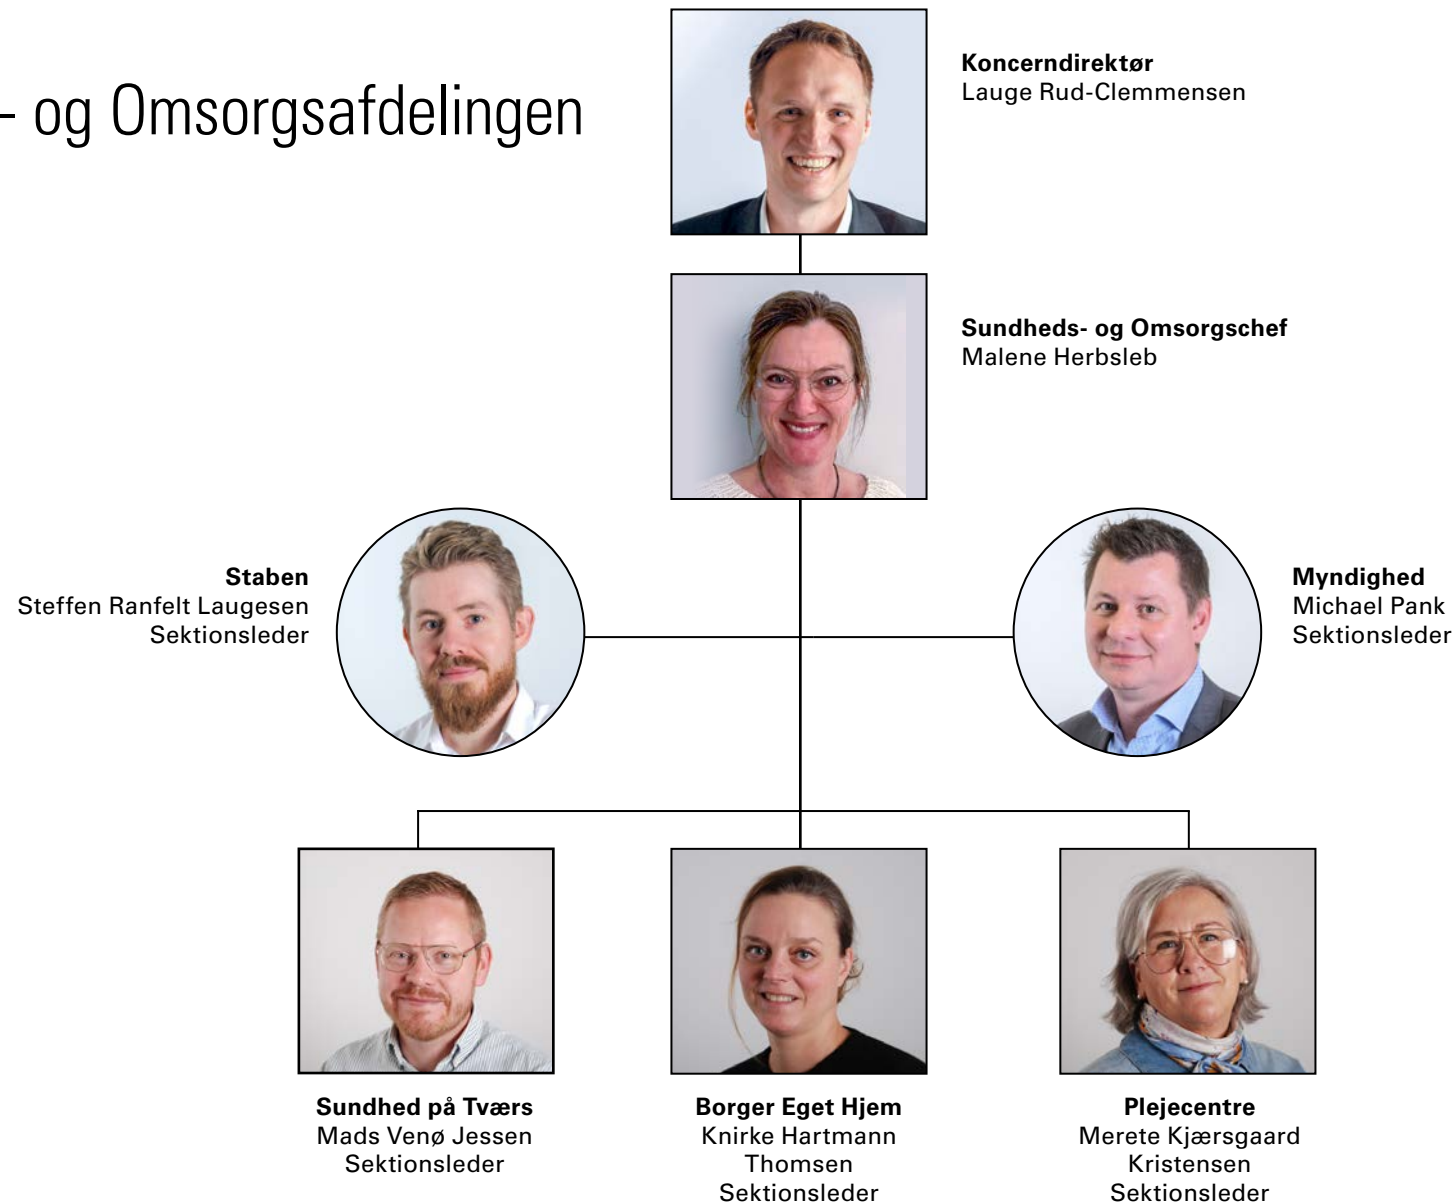 - og Omsorgsafdelingen
Koncerndirektør
Lauge Rud-Clemmensen
Sundheds- og Omsorgschef
Malene Herbsleb
Staben
Steffen Ranfelt Laugesen
Sektionsleder
Myndighed
Michael Pank
Sektionsleder
Sundhed på Tværs
Mads Venø Jessen
Sektionsleder
Borger Eget Hjem
Knirke Hartmann
Thomsen
Sektionsleder
Plejecentre
Merete Kjærsgaard
Kristensen
Sektionsleder